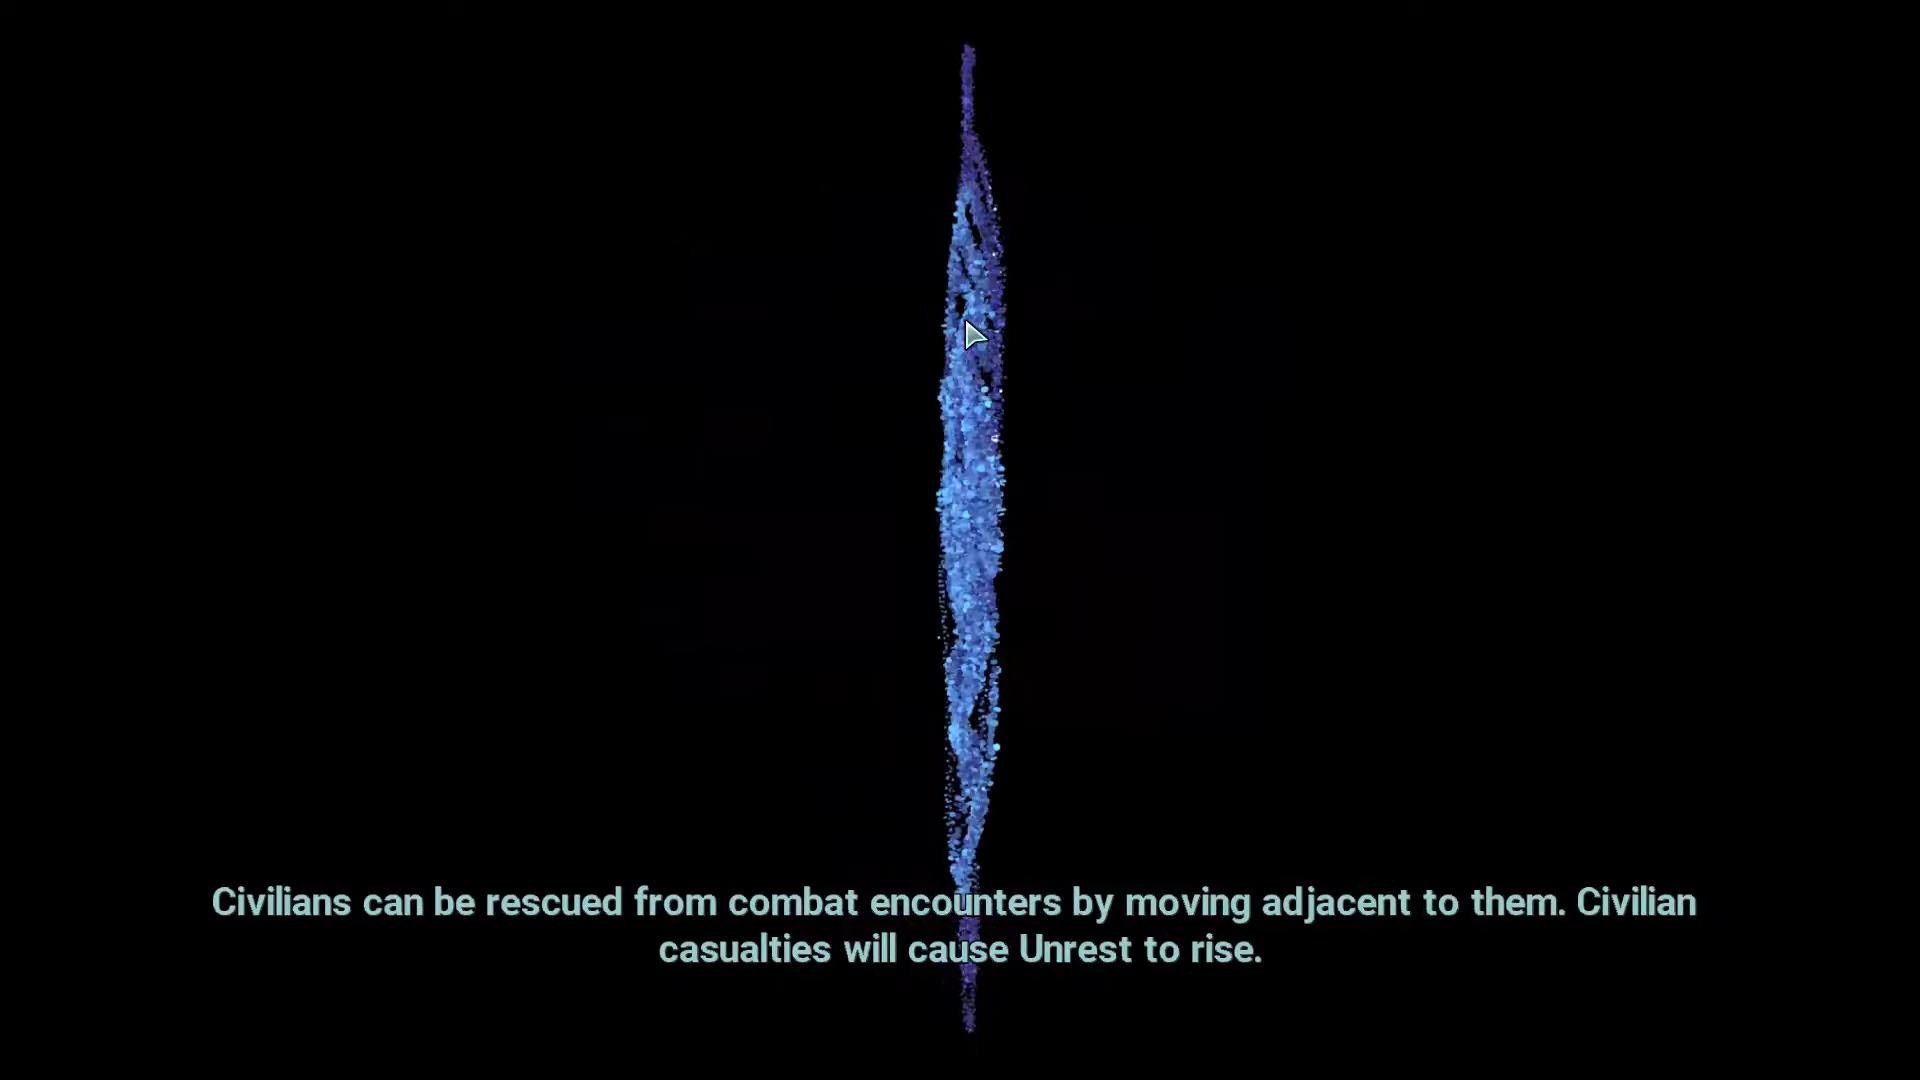 Civilians can be rescued from combat encounters by moving adjacent to them. Civilian
casualties will cause Unrest to rise.